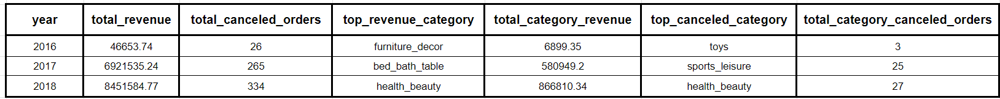 year total_revenue total_canceled_orders top_revenue_category total_category_revenue top_canceled_category total_category_canceled_orders
2016 46653.74 26 furniture_decor 6899.35 toys 3
2017 6921535.24 265 bed_bath_table 580949.2 sports_leisure 25
2018 8451584.77 334 health_beauty 866810.34 health_beauty 27